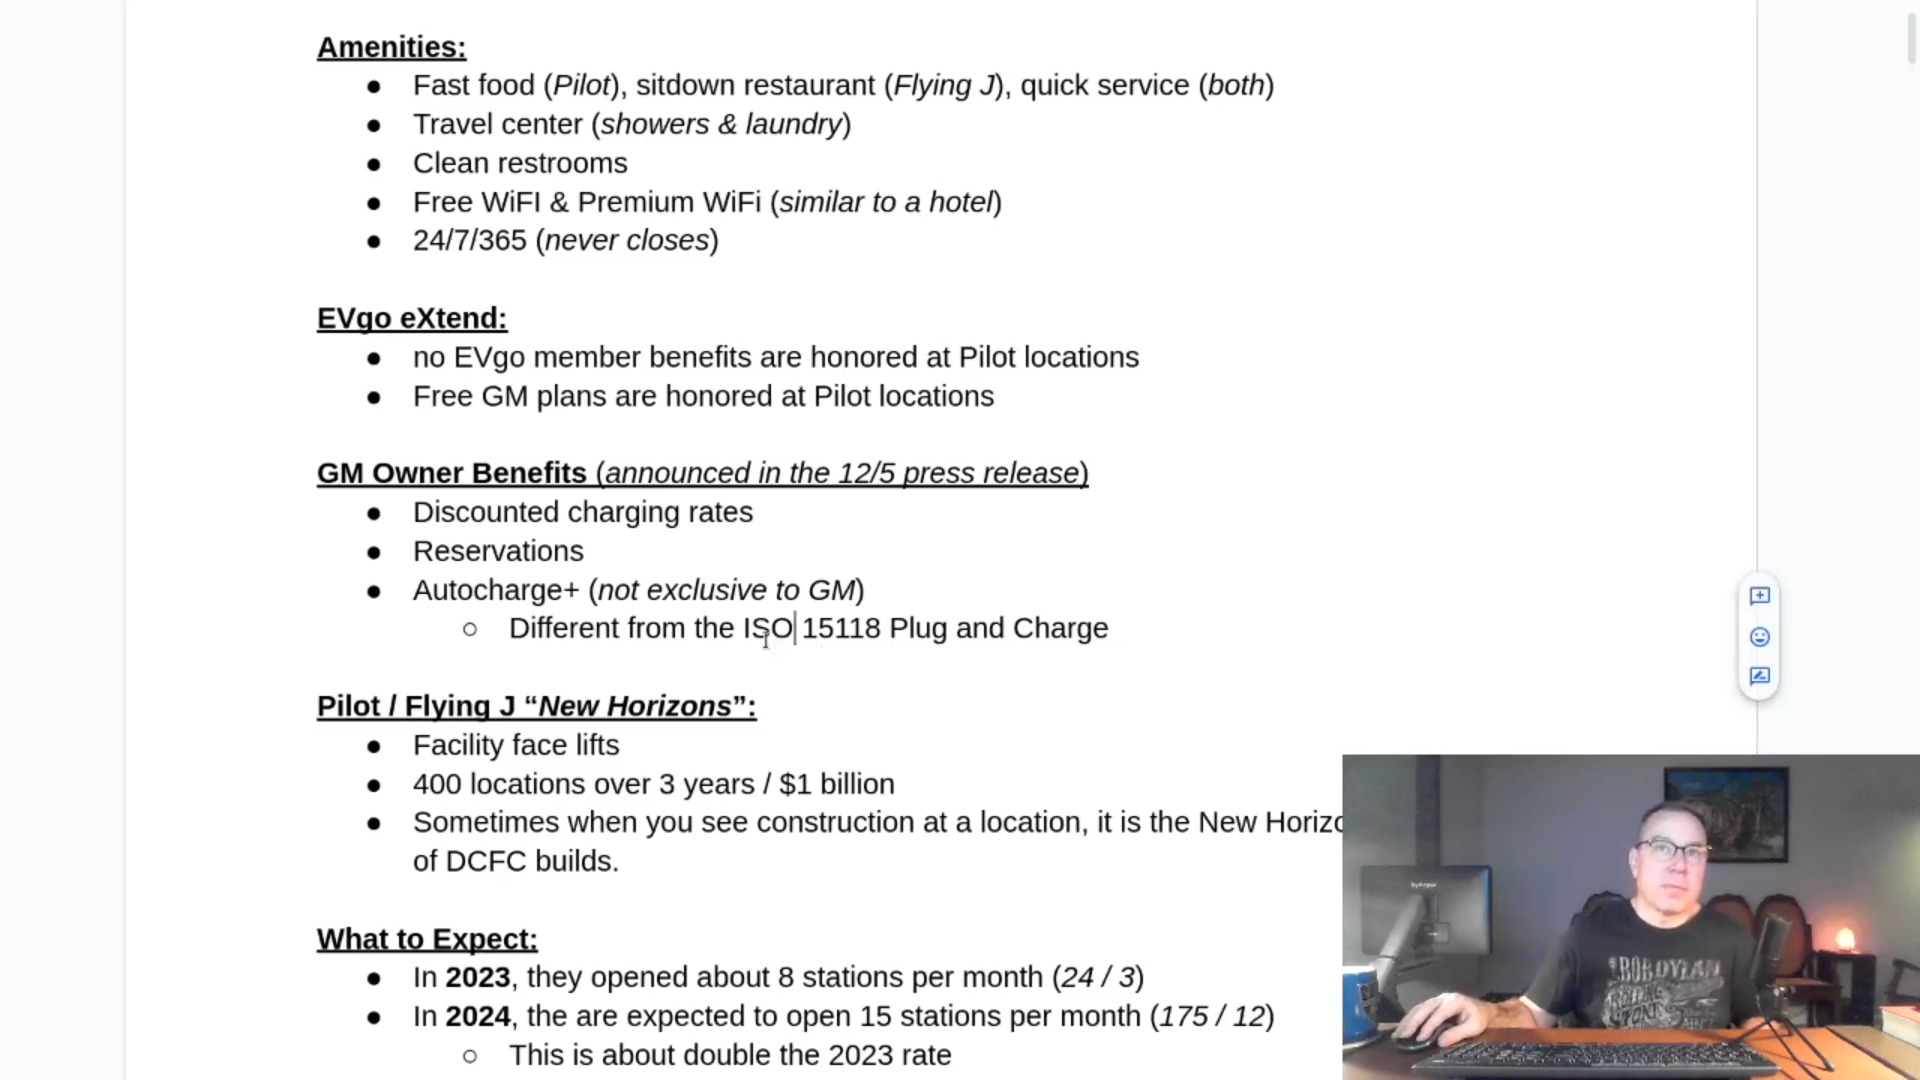 Amenities:
● Fast food (Pilot), sitdown restaurant (Flying J), quick service (both)
● Travel center (showers & laundry)
● Clean restrooms
● Free WiFI & Premium WiFi (similar to a hotel)
● 24/7/365 (never closes)
EVgo eXtend:
● no EVgo member benefits are honored at Pilot locations
● Free GM plans are honored at Pilot locations
GM Owner Benefits (announced in the 12/5 press release)
● Discounted charging rates
● Reservations
● Autocharge+ (not exclusive to GM)
○ Different from the ISO 15118 Plug and Charge
Pilot / Flying J “New Horizons”:
● Facility face lifts
● 400 locations over 3 years / $1 billion
● Sometimes when you see construction at a location, it is the New Horizo
of DCFC builds.
What to Expect:
● In 2023, they opened about 8 stations per month (24 / 3)
● In 2024, the are expected to open 15 stations per month (175 / 12)
○ This is about double the 2023 rate
BOB DYLAN